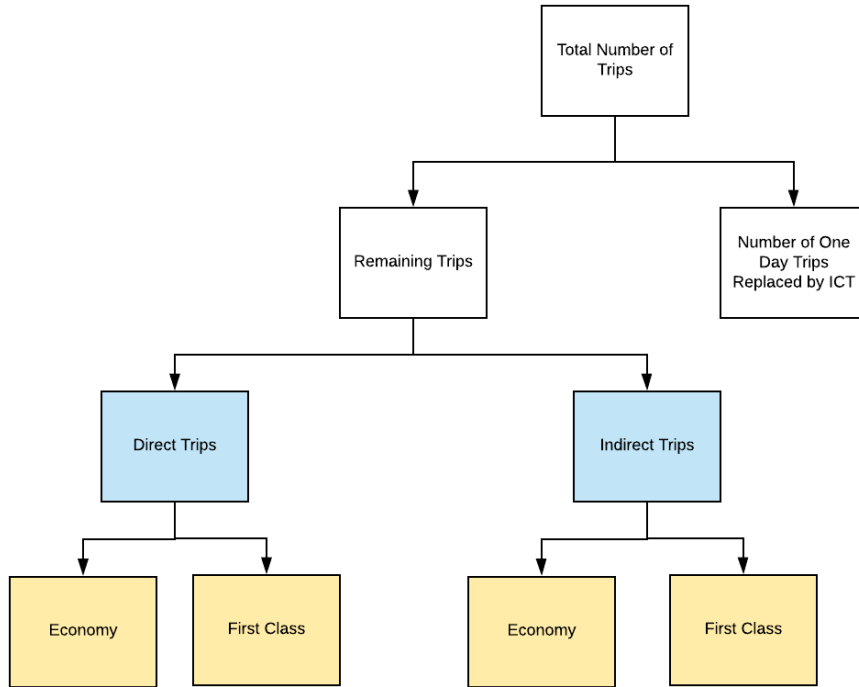 Total Number of
Trips
Remaining Trips
Number of One
Day Trips
Replaced by ICT
Direct Trips
Indirect Trips
Economy
First Class
Economy
First Class